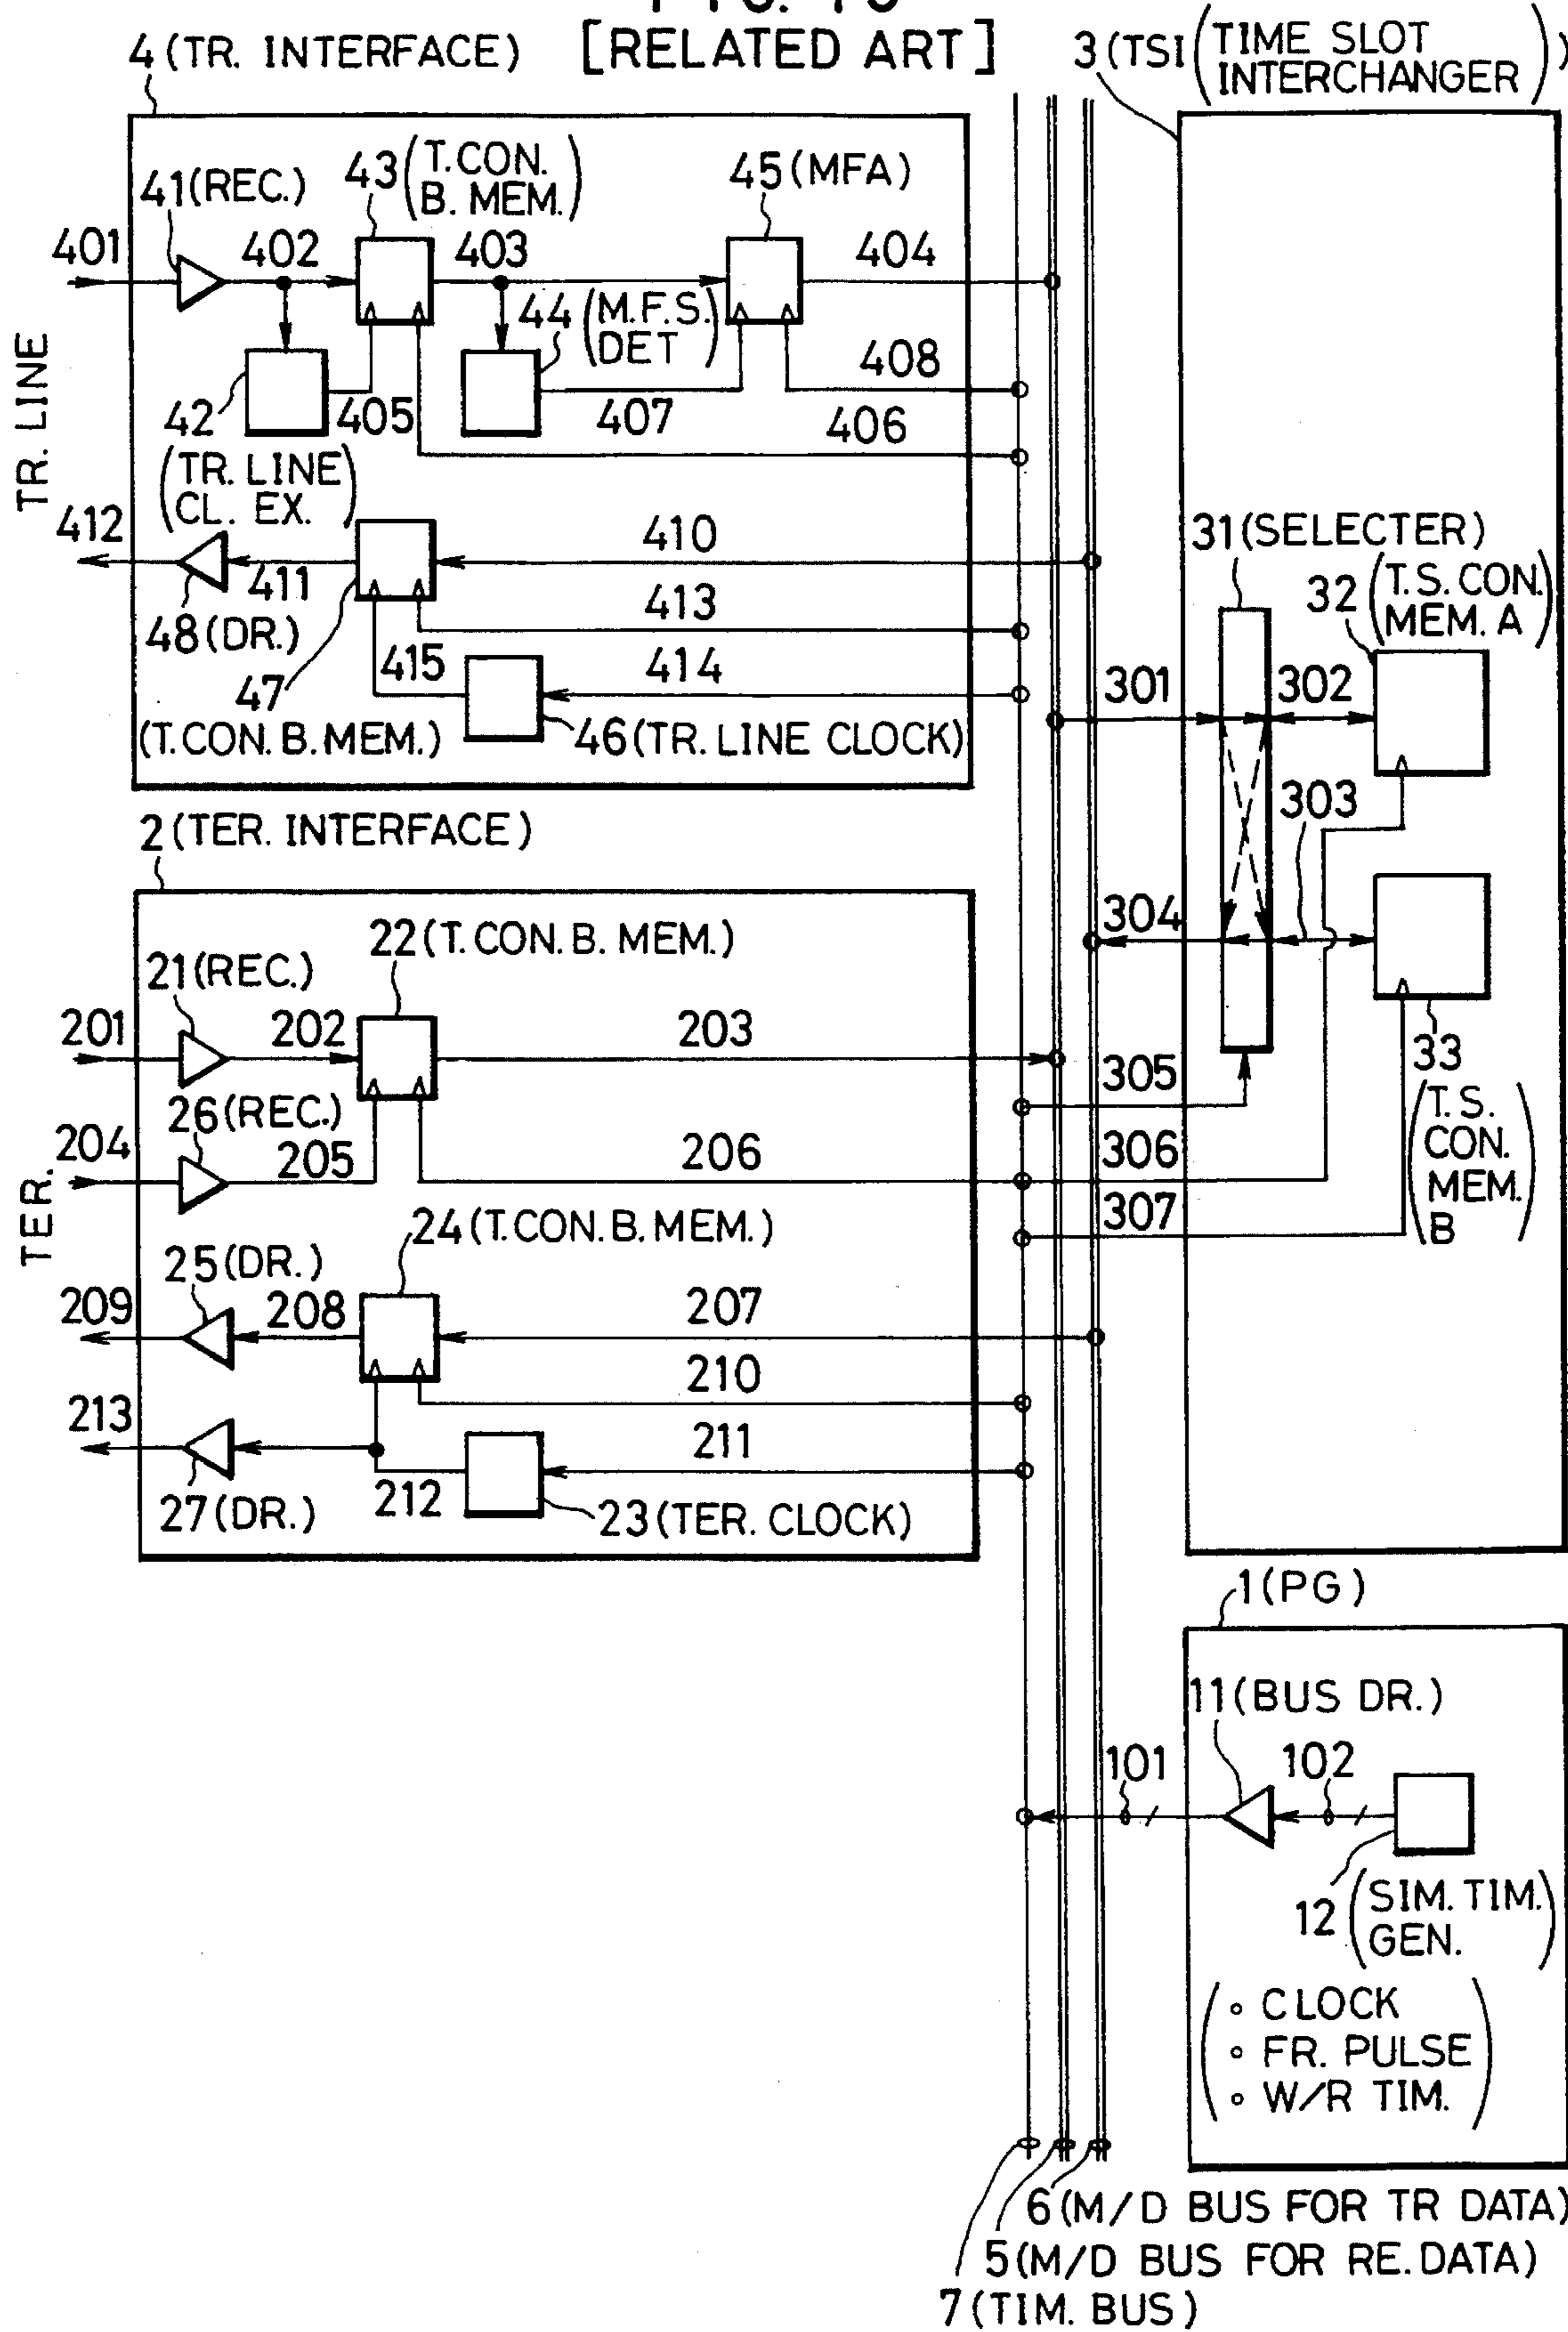 [RELATED ART]
4 (TR. INTERFACE)
3 (TSI (TIME SLOT
INTERCHANGER))
41 (REC.)
43 (T. CON.
B. MEM.)
45 (MFA)
401
402
403
404
44 (M.F.S.
DET)
408
42
405
407
406
(TR. LINE
CL. EX.)
TR. LINE
412
411
410
48 (DR.)
413
47
415
414
(T. CON. B. MEM.)
46 (TR. LINE CLOCK)
31 (SELECTER)
32 (T.S. CON.
MEM. A)
301
302
303
304
33
(T.S.
CON.
MEM.
B)
305
306
307
2 (TER. INTERFACE)
22 (T. CON. B. MEM.)
21 (REC.)
201
202
203
26 (REC.)
204
205
206
TER.
24 (T. CON. B. MEM.)
25 (DR.)
209
208
207
210
213
211
212
27 (DR.)
23 (TER. CLOCK)
1 (PG)
11 (BUS DR.)
101
102
12 (SIM. TIM.
GEN.)
(∘ CLOCK
∘ FR. PULSE
∘ W/R TIM.)
6 (M/D BUS FOR TR DATA)
5 (M/D BUS FOR RE. DATA)
7 (TIM. BUS)